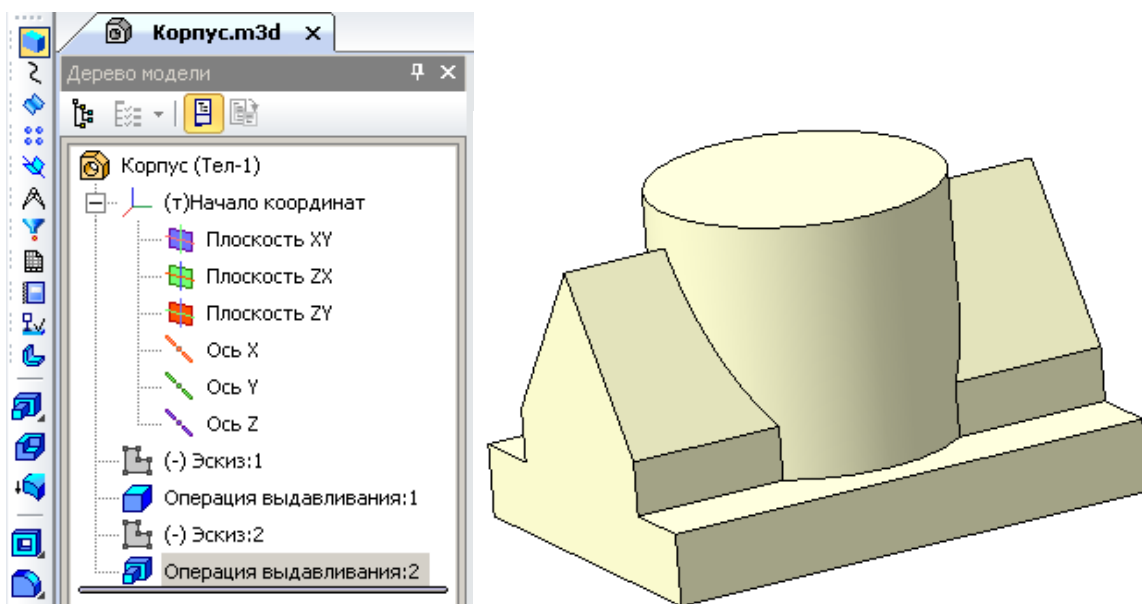 Корпус.m3d
Дерево модели
Корпус (Тел-1)
(т)Начало координат
Плоскость XY
Плоскость ZX
Плоскость ZY
Ось X
Ось Y
Ось Z
(-) Эскиз:1
Операция выдавливания:1
(-) Эскиз:2
Операция выдавливания:2